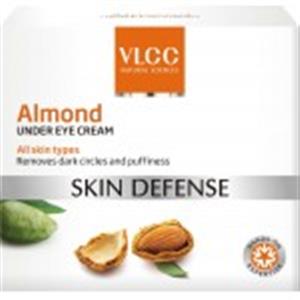 VLCC
NATURAL SCIENCES
Almond
UNDER EYE CREAM
All skin types
Removes dark circles and puffiness
SKIN DEFENSE